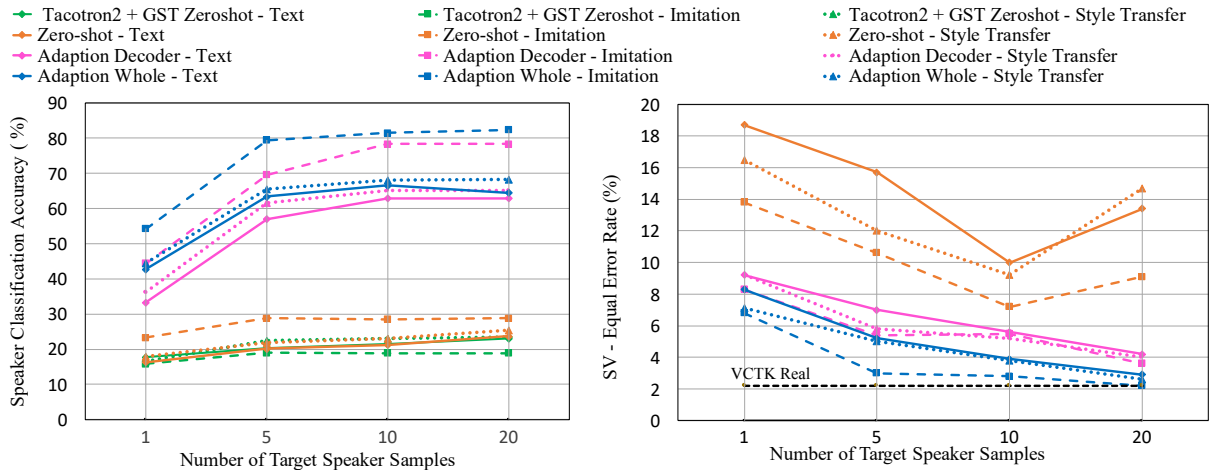 Tacotron2 + GST Zeroshot - Text
Zero-shot - Text
Adaption Decoder - Text
Adaption Whole - Text
Tacotron2 + GST Zeroshot - Imitation
Zero-shot - Imitation
Adaption Decoder - Imitation
Adaption Whole - Imitation
Tacotron2 + GST Zeroshot - Style Transfer
Zero-shot - Style Transfer
Adaption Decoder - Style Transfer
Adaption Whole - Style Transfer
Speaker Classification Accuracy ( %)
90
80
70
60
50
40
30
20
10
0
1 5 10 20
Number of Target Speaker Samples
SV - Equal Error Rate (%)
20
18
16
14
12
10
8
6
4
2
0
VCTK Real
1 5 10 20
Number of Target Speaker Samples